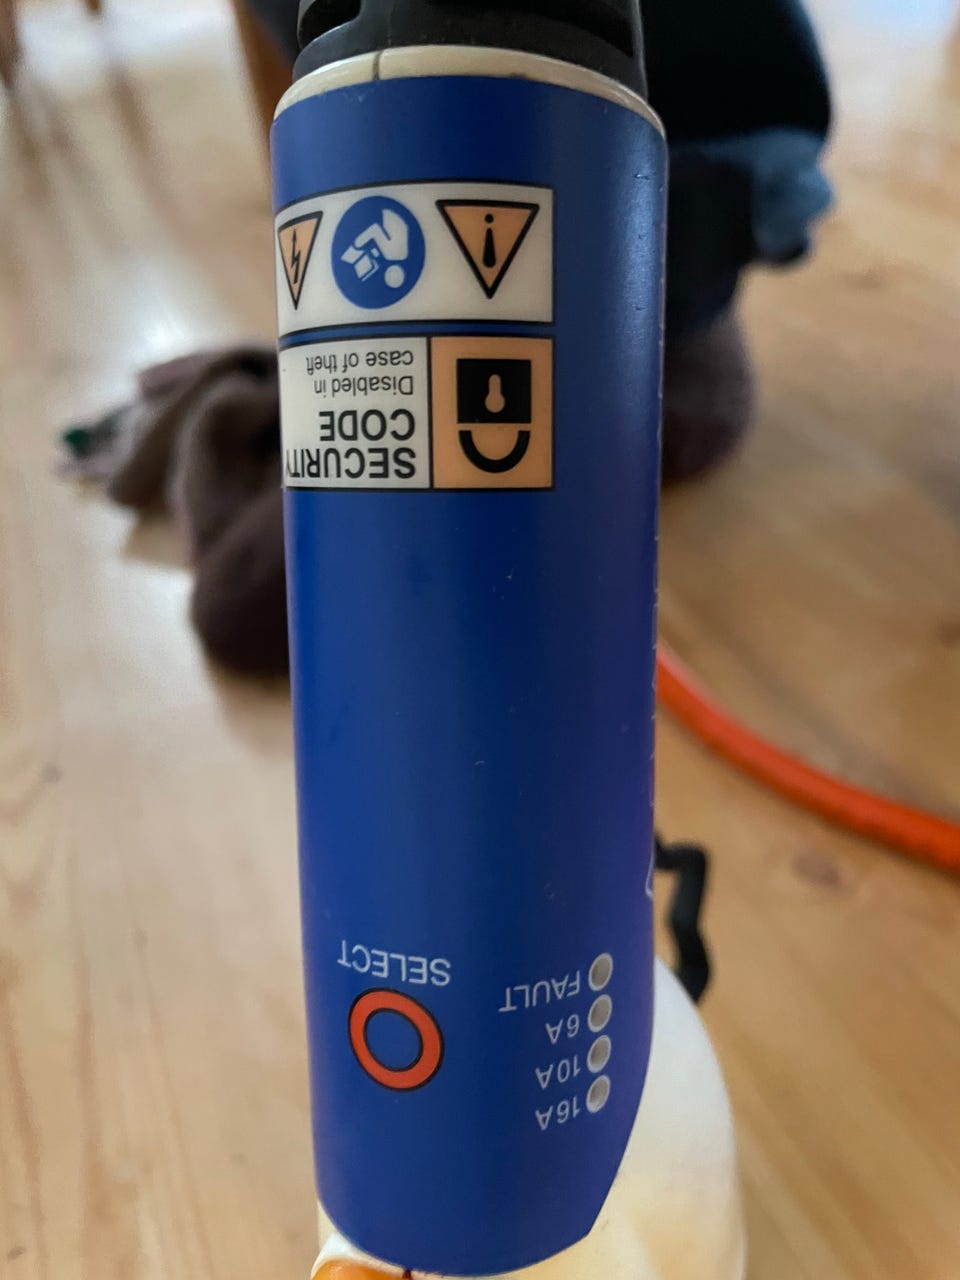 16A
10A
6A
FAULT
SELECT
SECURITY
CODE
Disabled in
case of theft